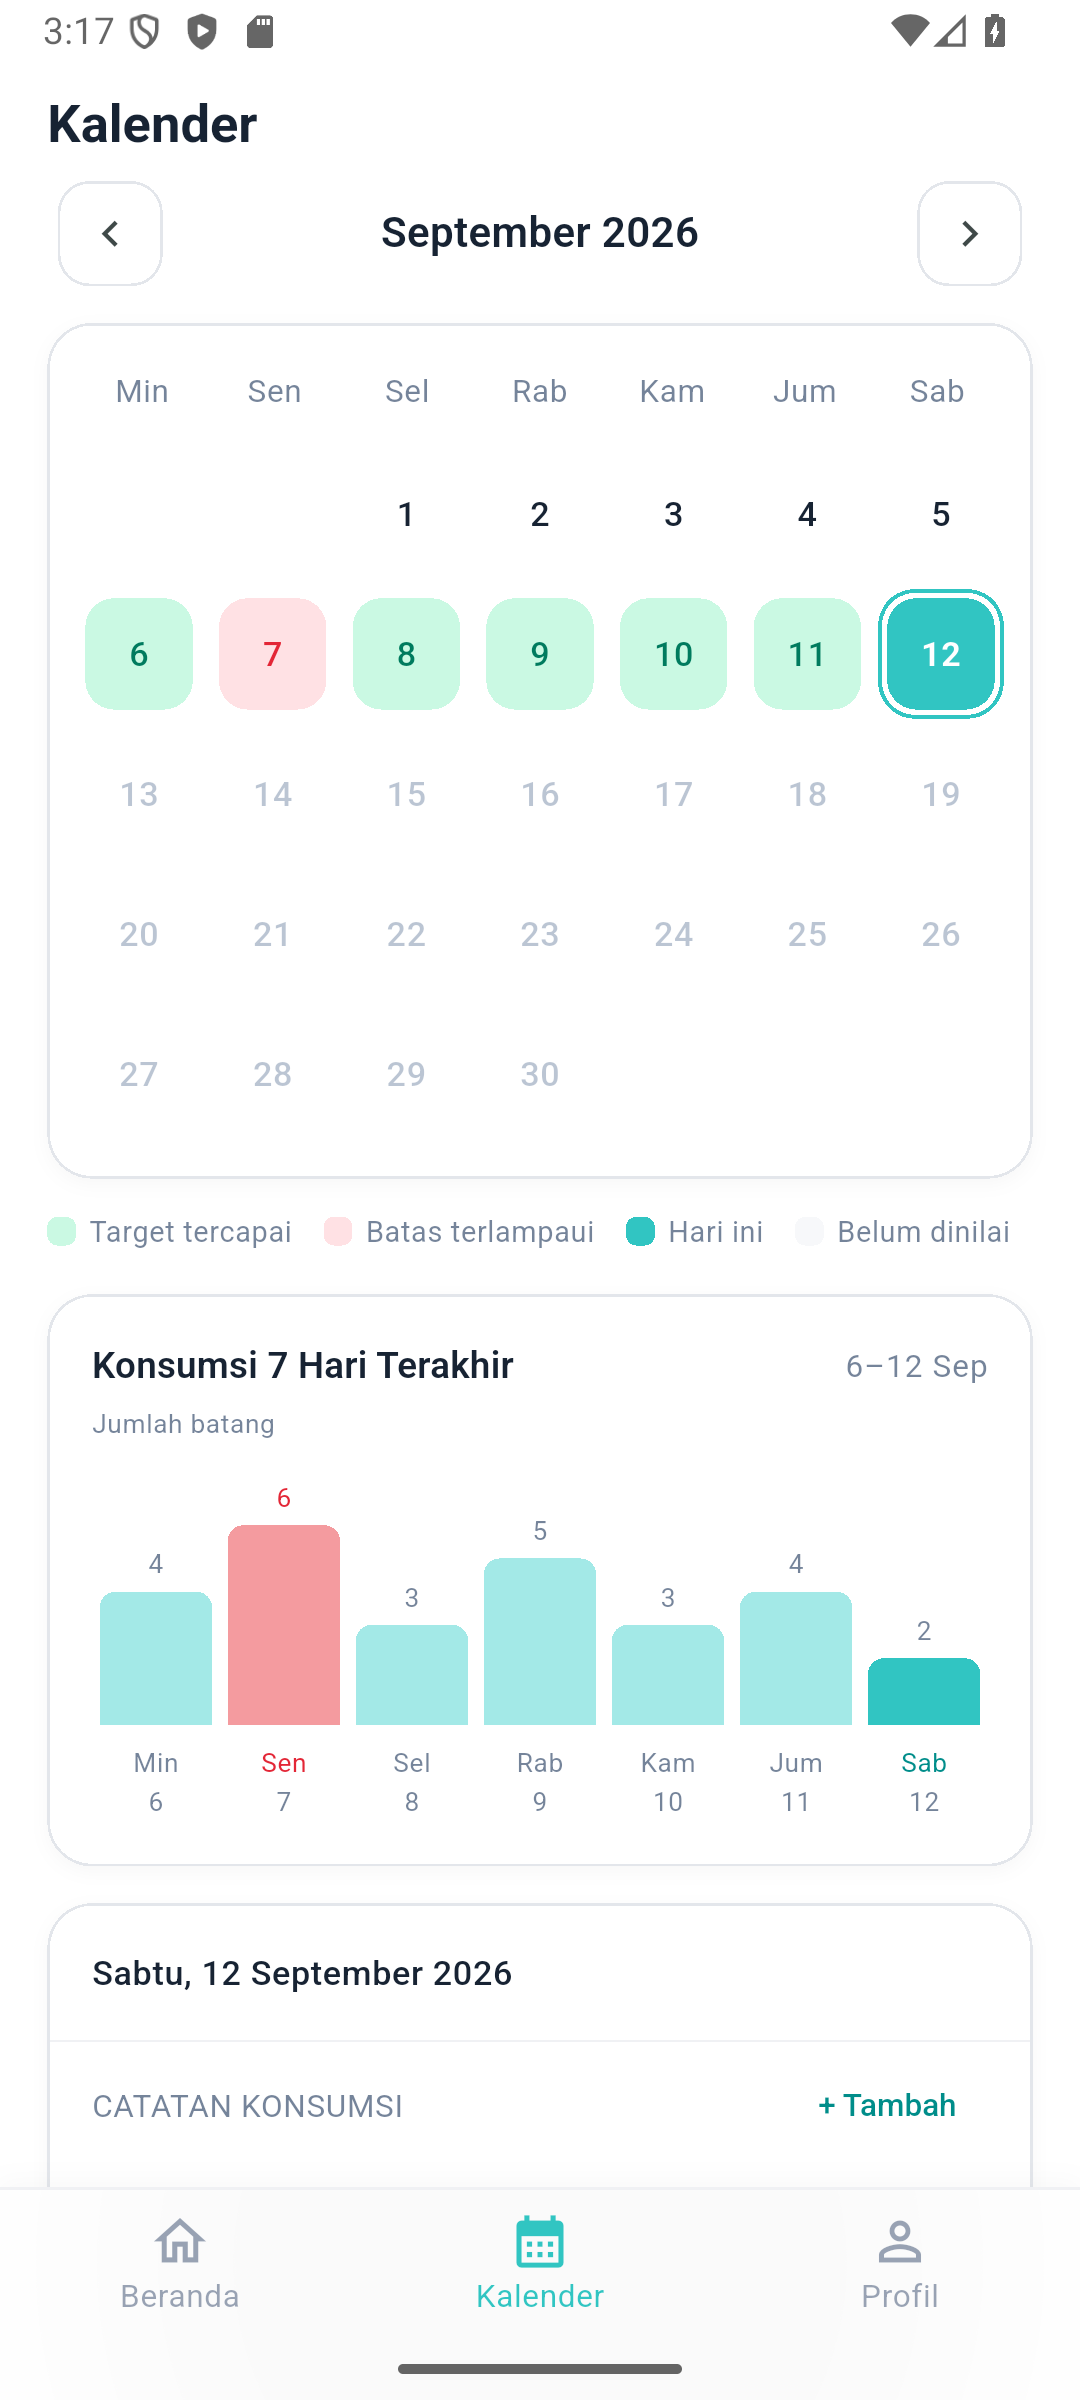 3:17
Kalender
September 2026
Min Sen Sel Rab Kam Jum Sab
1 2 3 4 5
6 7 8 9 10 11 12
13 14 15 16 17 18 19
20 21 22 23 24 25 26
27 28 29 30
Target tercapai Batas terlampaui Hari ini Belum dinilai
Konsumsi 7 Hari Terakhir 6–12 Sep
Jumlah batang
4 6 3 5 3 4 2
Min Sen Sel Rab Kam Jum Sab
6 7 8 9 10 11 12
Sabtu, 12 September 2026
CATATAN KONSUMSI + Tambah
Beranda Kalender Profil